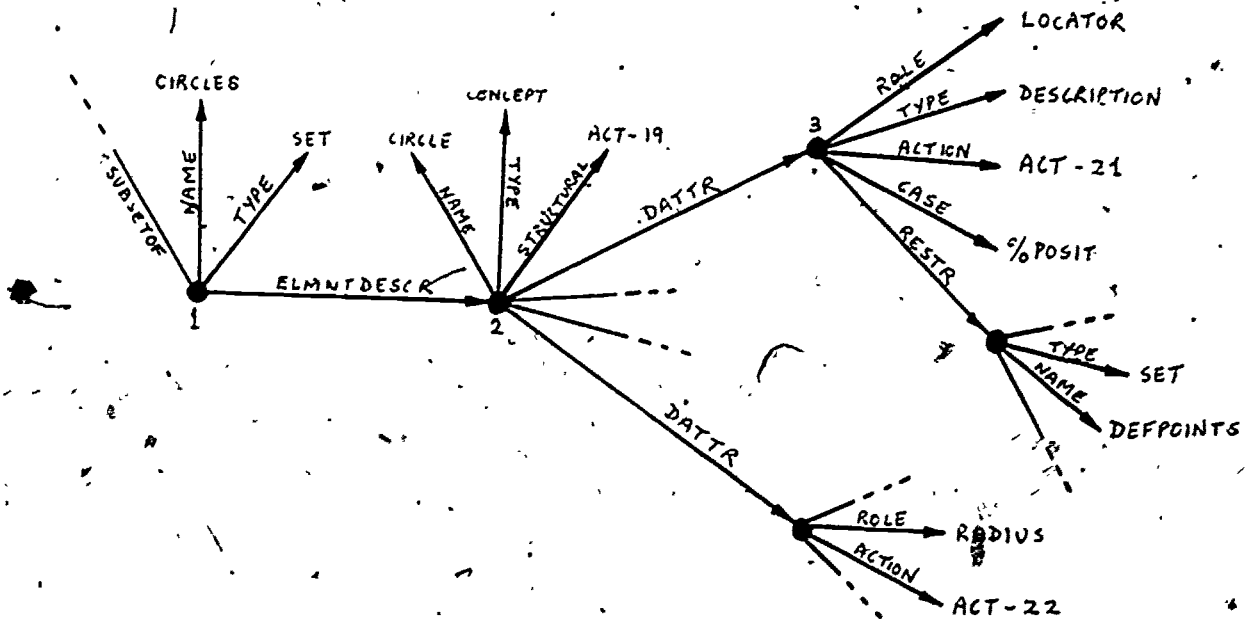 LOCATOR
ROLE
CIRCLES
CONCEPT
TYPE
DESCRIPTION
SET
CIRCLE
ACT-19
3
ACTION
ACT-21
SUBSETOF
NAME
TYPE
NAME
TYPE
STRUCTURAL
DATTR
CASE
RESTR
%POSIT
ELMNTDESCR
1
2
TYPE
SET
NAME
DEFPOINTS
DATTR
ROLE
RADIUS
ACTION
ACT-22